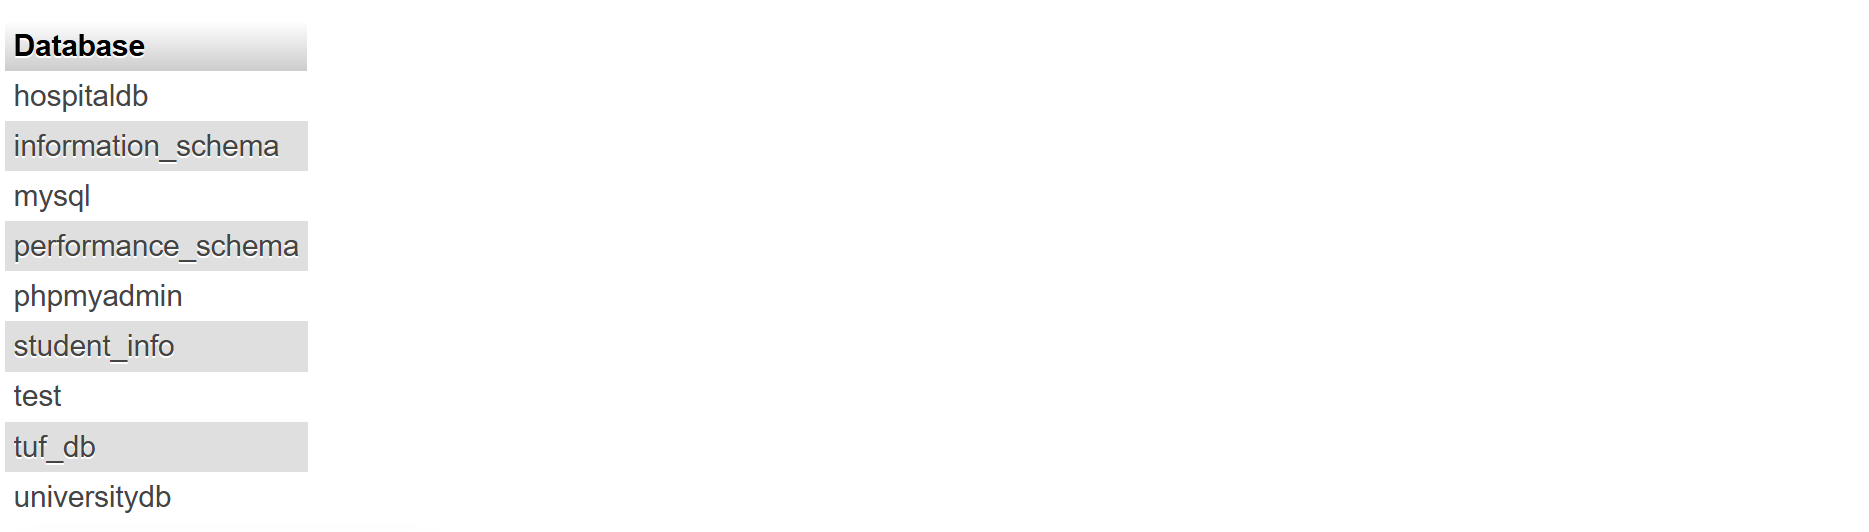 Database
hospitaldb
information_schema
mysql
performance_schema
phpmyadmin
student_info
test
tuf_db
universitydb